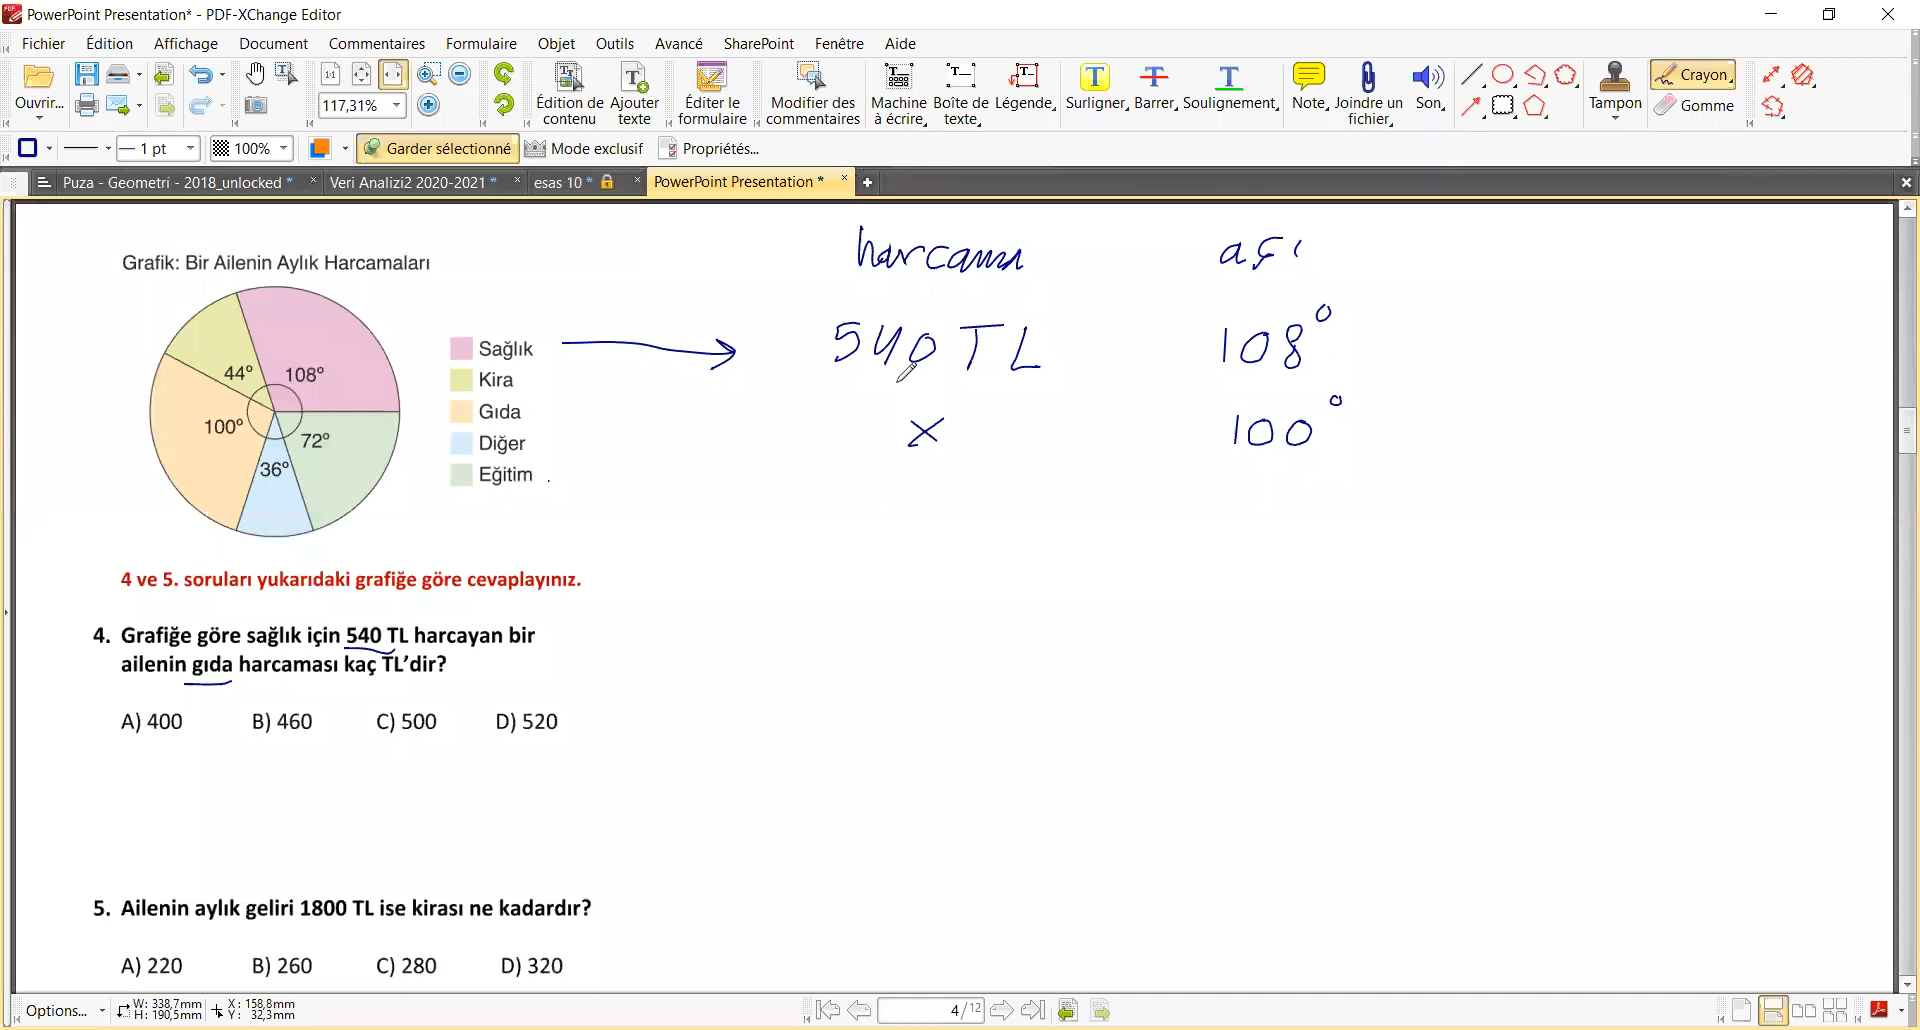 PowerPoint Presentation* - PDF-XChange Editor
Fichier Édition Affichage Document Commentaires Formulaire Objet Outils Avancé SharePoint Fenêtre Aide
Ouvrir... 117,31% Édition de contenu Ajouter texte Éditer le formulaire Modifier des commentaires Machine à écrire Boîte de texte Légende Surligner Barrer Soulignement Note Joindre un fichier Son Tampon Crayon Gomme
1 pt 100% Garder sélectionné Mode exclusif Propriétés...
Puza - Geometri - 2018_unlocked * Veri Analizi2 2020-2021 * esas 10 * PowerPoint Presentation *
Grafik: Bir Ailenin Aylık Harcamaları
44° 108°
100° 72°
36°
Sağlık
Kira
Gıda
Diğer
Eğitim
harcama açı
540 TL 108°
x 100°
4 ve 5. soruları yukarıdaki grafiğe göre cevaplayınız.
4. Grafiğe göre sağlık için 540 TL harcayan bir
ailenin gıda harcaması kaç TL'dir?
A) 400 B) 460 C) 500 D) 520
5. Ailenin aylık geliri 1800 TL ise kirası ne kadardır?
A) 220 B) 260 C) 280 D) 320
Options... W: 338,7mm H: 190,5mm X: 158,8mm Y: 32,3mm 4/12